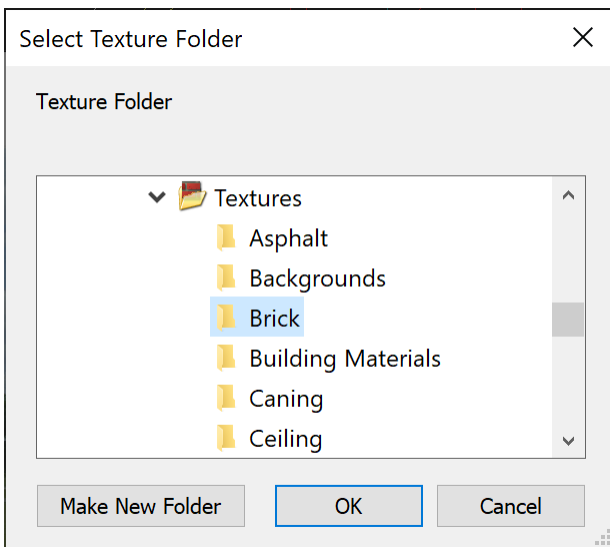 Select Texture Folder
Texture Folder
Textures
Asphalt
Backgrounds
Brick
Building Materials
Caning
Ceiling
Make New Folder OK Cancel